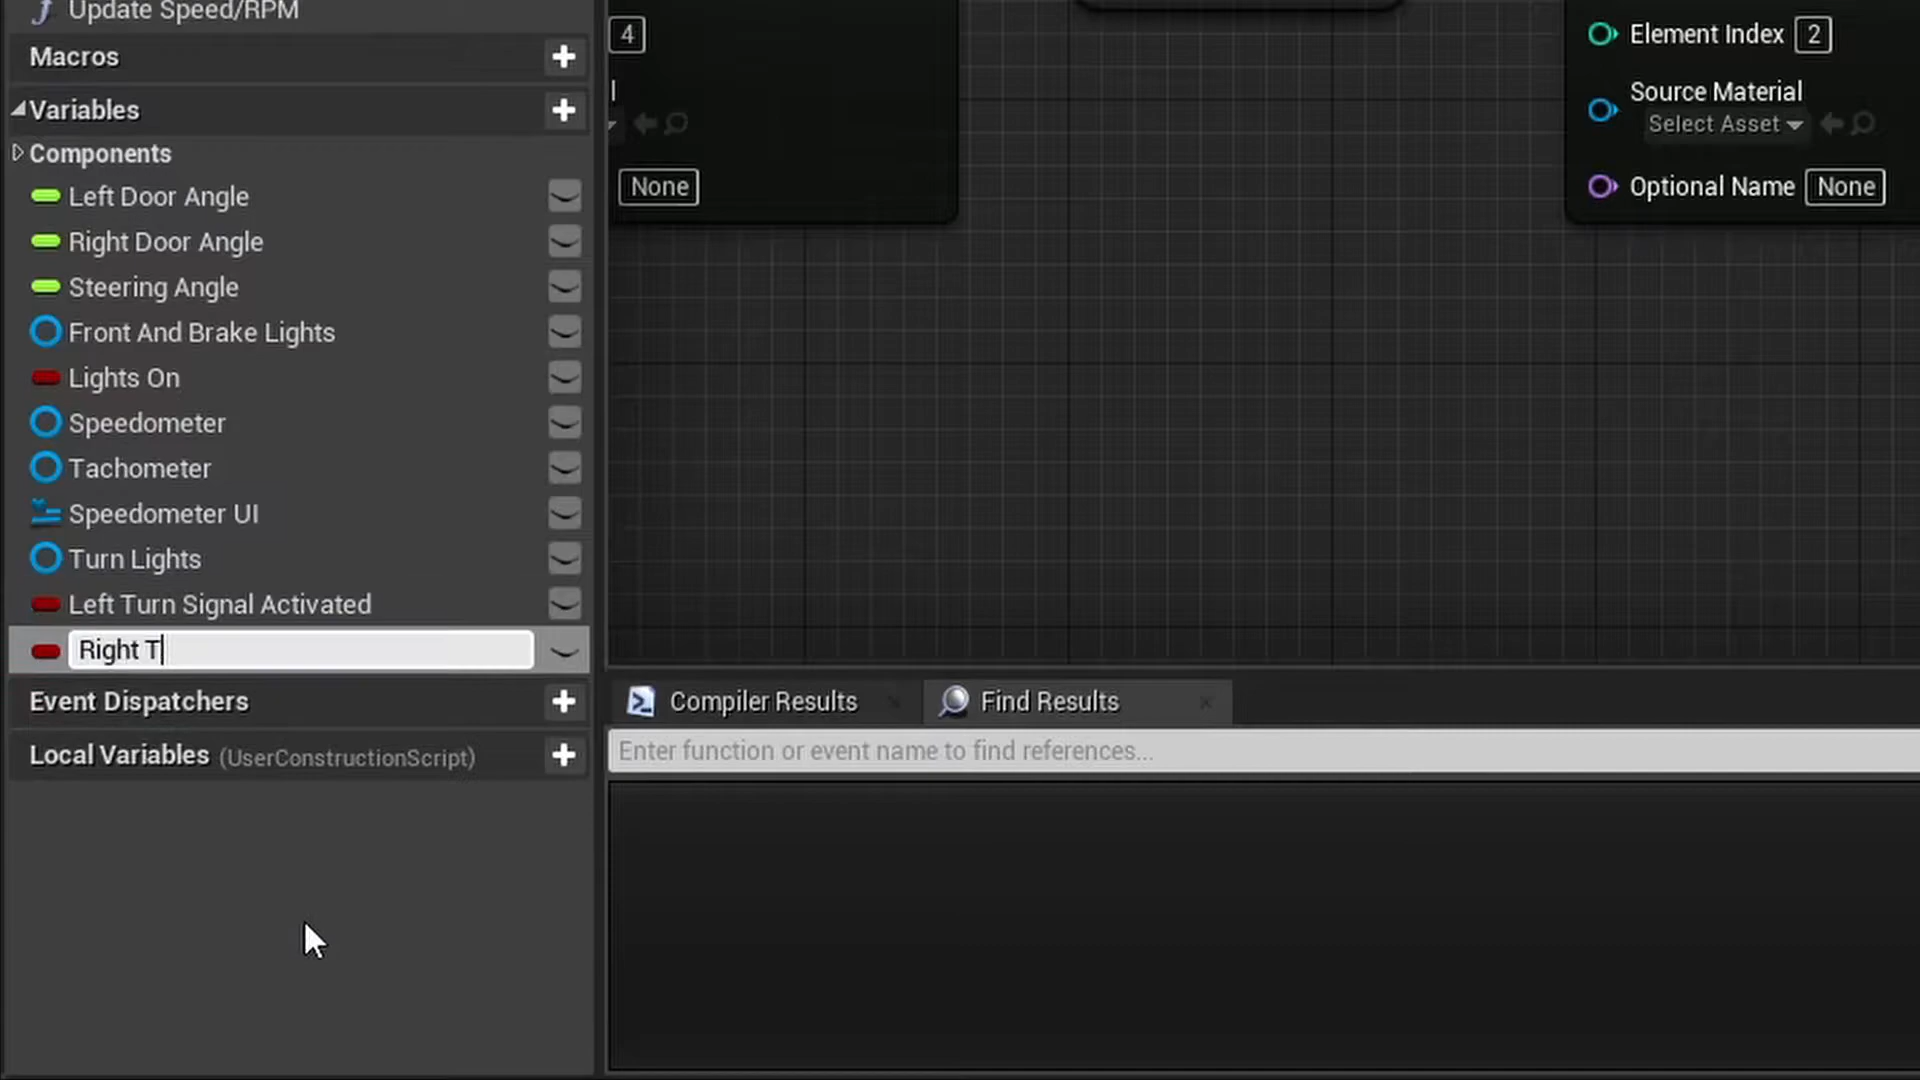 Update Speed/RPM
Macros
Variables
Components
Left Door Angle
Right Door Angle
Steering Angle
Front And Brake Lights
Lights On
Speedometer
Tachometer
Speedometer UI
Turn Lights
Left Turn Signal Activated
Right T
Event Dispatchers
Local Variables (UserConstructionScript)
4
None
Element Index 2
Source Material
Select Asset
Optional Name None
Compiler Results
Find Results
Enter function or event name to find references...